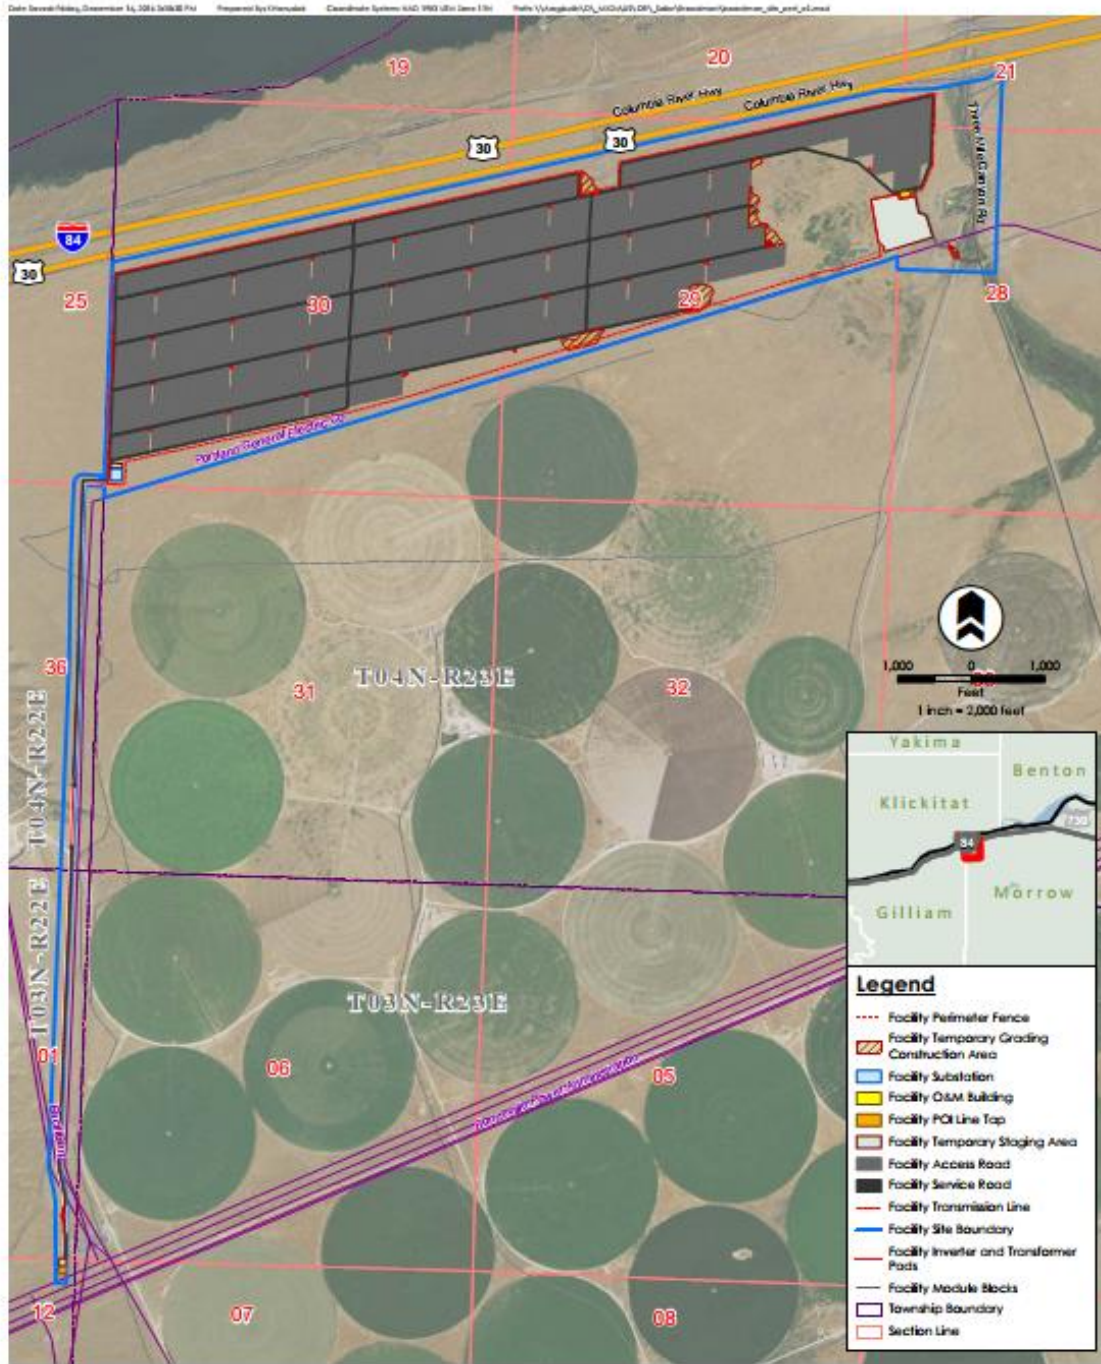 19
20
21
Columbia River Hwy
Columbia River Hwy
30
30
84
30
25
30
29
28
Portland General Electric Co
36
31
T04N-R23E
32
1,000 0 1,000
Feet
1 inch = 2,000 feet
T04N-R22E
Yakima
Benton
Klickitat
730
84
Morrow
Gilliam
T03N-R22E
T03N-R23E
01
06
05
12
07
08
Legend
Facility Perimeter Fence
Facility Temporary Grading
Construction Area
Facility Substation
Facility O&M Building
Facility POI Line Tap
Facility Temporary Staging Area
Facility Access Road
Facility Service Road
Facility Transmission Line
Facility Site Boundary
Facility Inverter and Transformer
Pads
Facility Module Blocks
Township Boundary
Section Line